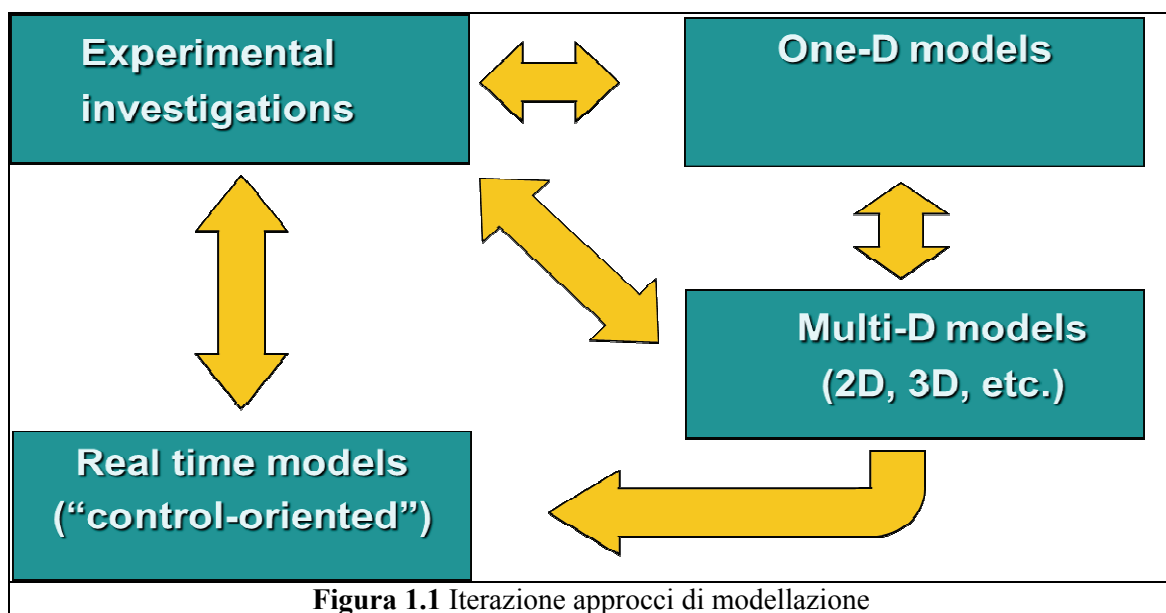 Experimental
investigations
One-D models
Multi-D models
(2D, 3D, etc.)
Real time models
(“control-oriented”)
Figura 1.1 Iterazione approcci di modellazione